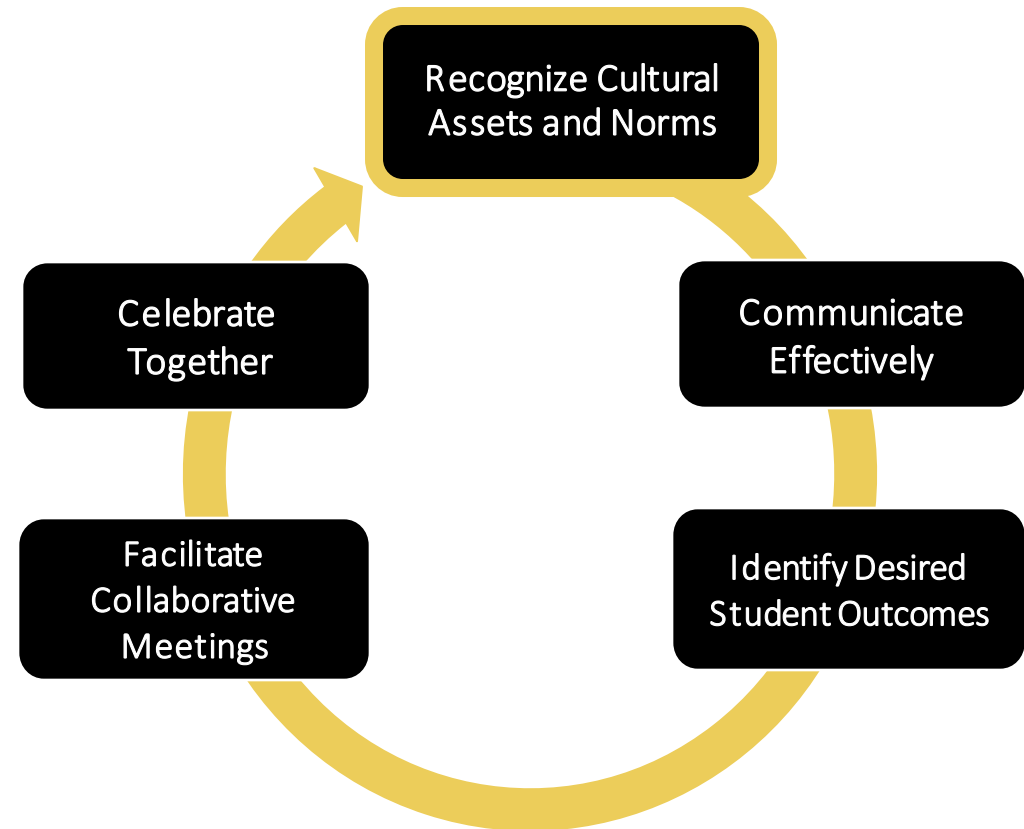 Recognize Cultural
Assets and Norms
Communicate
Effectively
Identify Desired
Student Outcomes
Facilitate
Collaborative
Meetings
Celebrate
Together